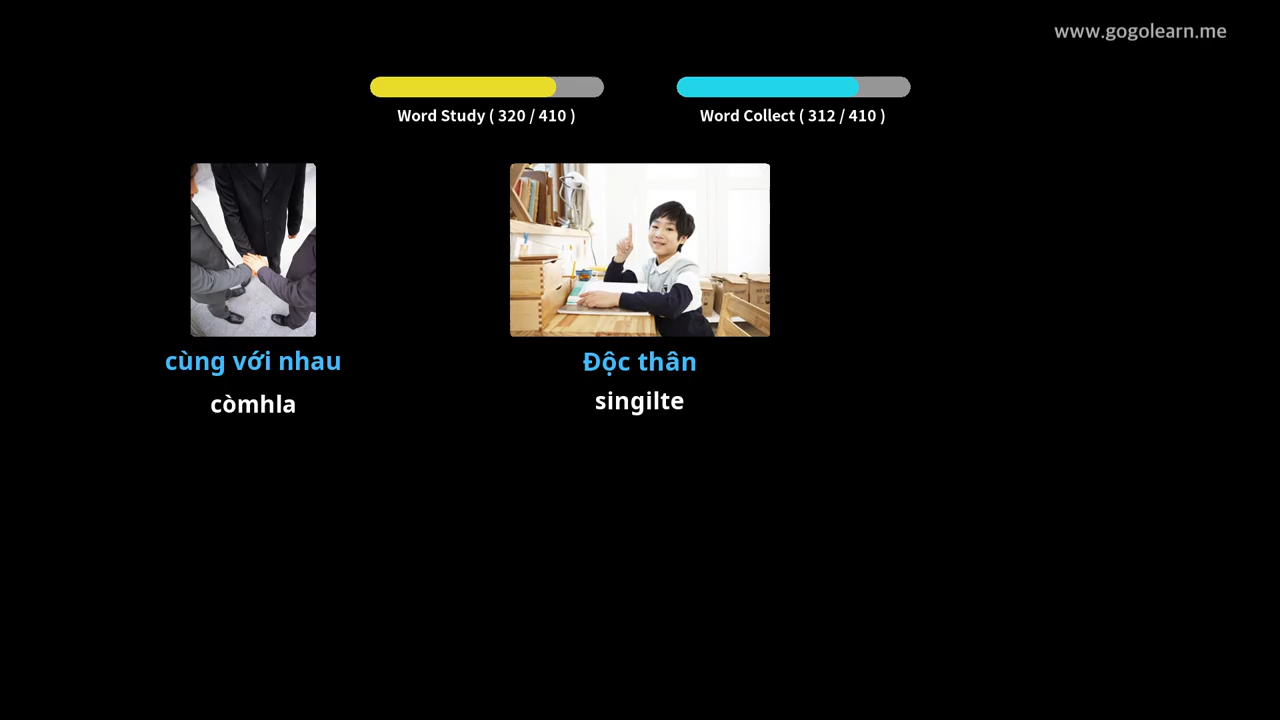 www.gogolearn.me
Word Study ( 320 / 410 )
Word Collect ( 312 / 410 )
cùng với nhau
còmhla
Độc thân
singilte